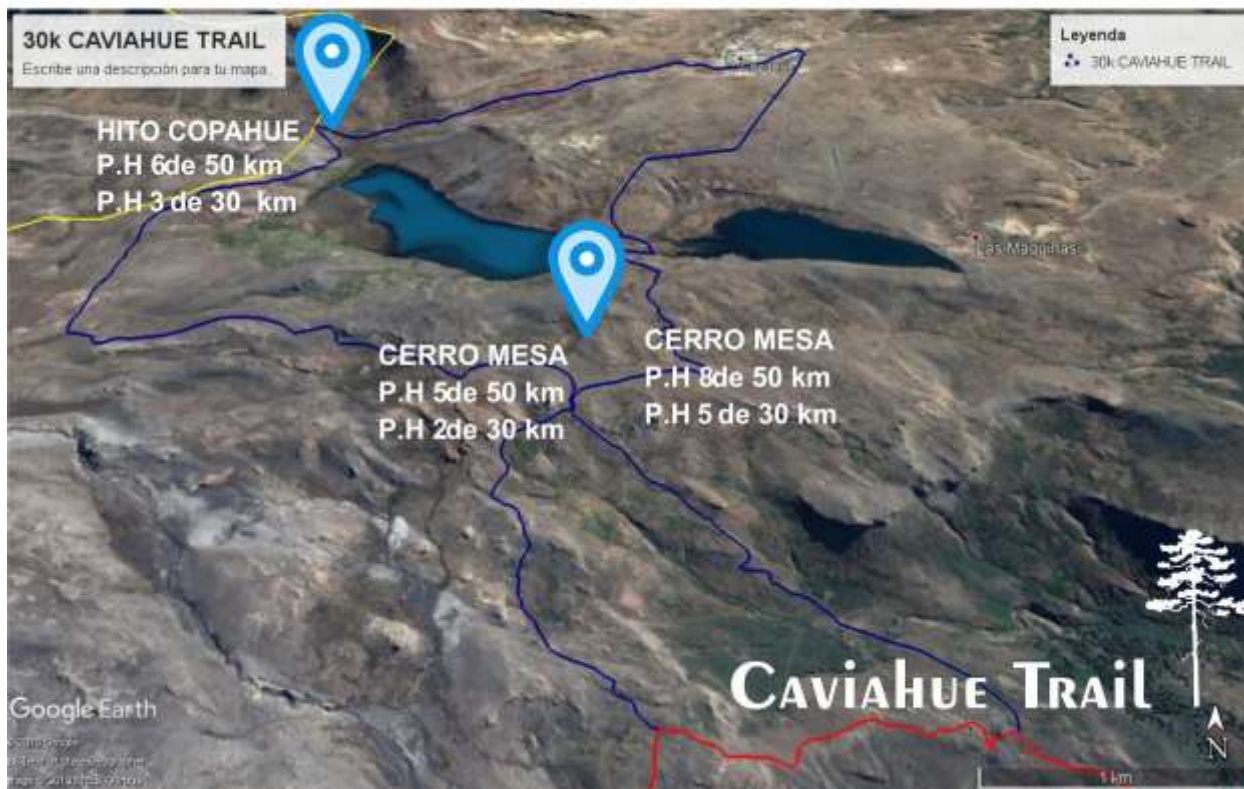 30k CAVIAHUE TRAIL
Escribe una descripción para tu mapa.
Leyenda
30K CAVIAHUE TRAIL
HITO COPAHUE
P.H 6de 50 km
P.H 3 de 30 km
Las Maquinas
CERRO MESA
P.H 5de 50 km
P.H 2de 30 km
CERRO MESA
P.H 8de 50 km
P.H 5 de 30 km
CAVIAHUE TRAIL
Google Earth
N
1 km